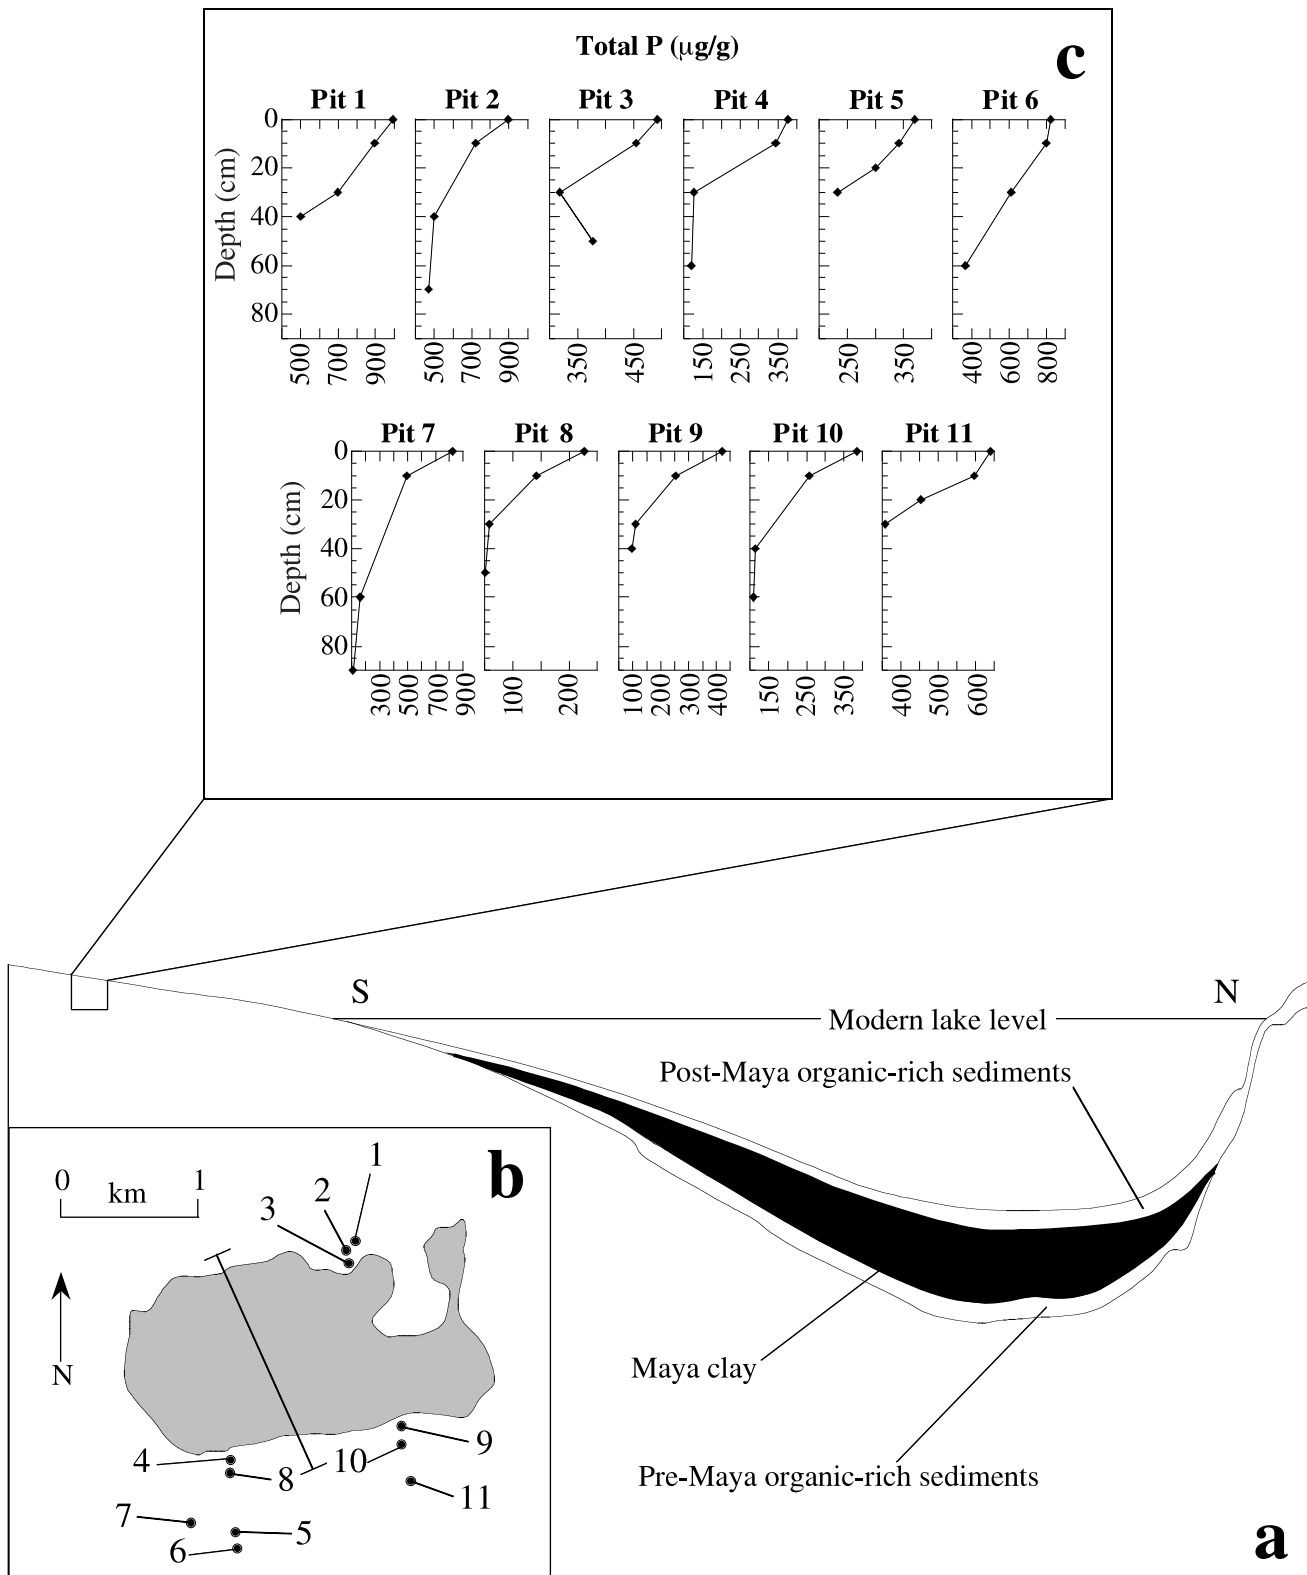 Total P (μg/g)
c
Pit 1 Pit 2 Pit 3 Pit 4 Pit 5 Pit 6
Depth (cm)
0
20
40
60
80
500 700 900 500 700 900 350 450 150 250 350 250 350 400 600 800
Pit 7 Pit 8 Pit 9 Pit 10 Pit 11
Depth (cm)
0
20
40
60
80
300 500 700 900 100 200 100 200 300 400 150 250 350 400 500 600
S N
Modern lake level
Post-Maya organic-rich sediments
Maya clay
Pre-Maya organic-rich sediments
a
b
0 km 1
N
1
2
3
4
8
10
9
11
7
5
6